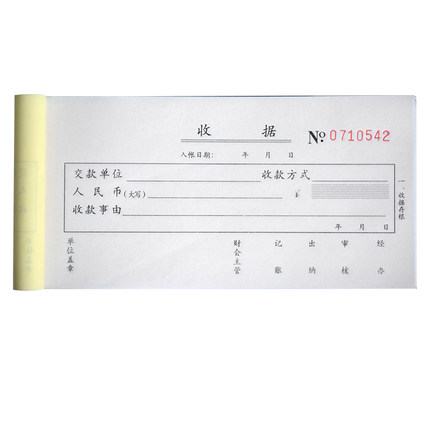 收 据
№ 0710542
入帐日期： 年 月 日
交款单位 收款方式
人民币(大写) ¥
收款事由
年 月 日
一、收据存根
单位盖章 财会主管 记账 出纳 审核 经办